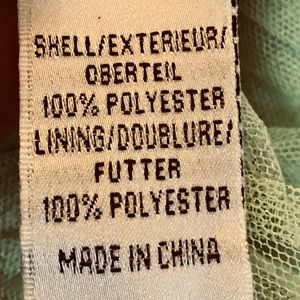 SHELL/EXTERIEUR/
OBERTEIL
100% POLYESTER
LINING/DOUBLURE/
FUTTER
100% POLYESTER
MADE IN CHINA